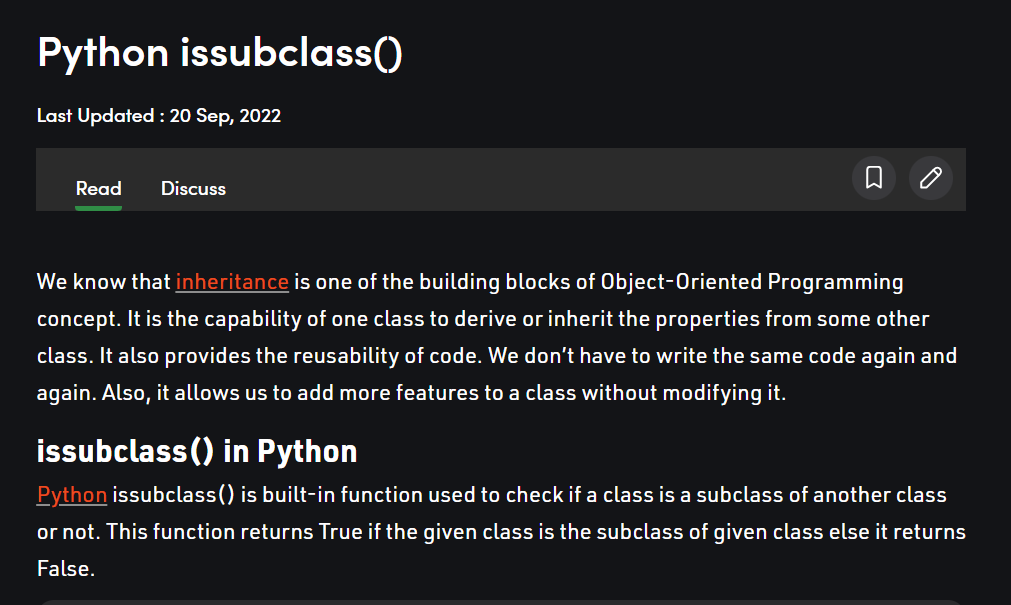 Python issubclass()
Last Updated : 20 Sep, 2022
Read Discuss
We know that inheritance is one of the building blocks of Object-Oriented Programming
concept. It is the capability of one class to derive or inherit the properties from some other
class. It also provides the reusability of code. We don’t have to write the same code again and
again. Also, it allows us to add more features to a class without modifying it.
issubclass() in Python
Python issubclass() is built-in function used to check if a class is a subclass of another class
or not. This function returns True if the given class is the subclass of given class else it returns
False.